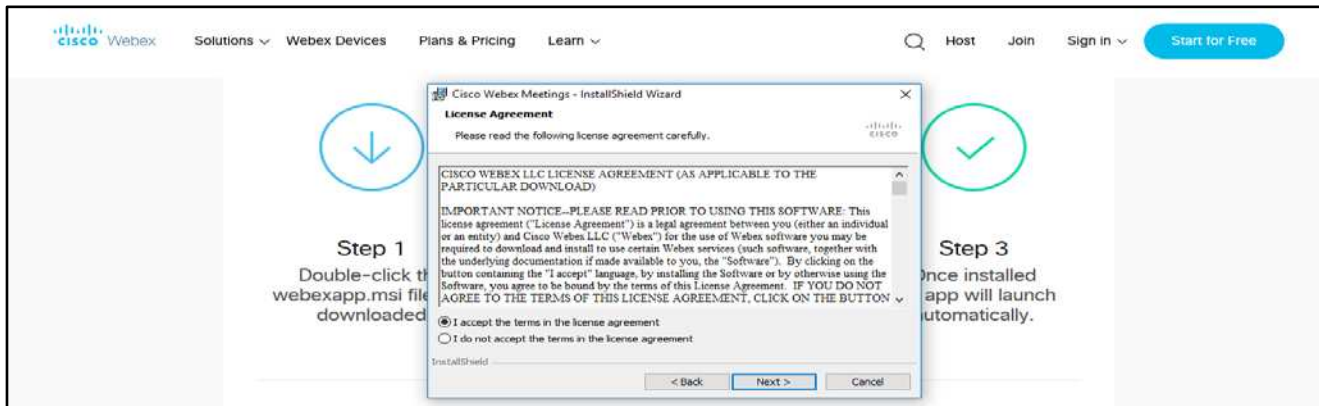 CISCO Webex Solutions Webex Devices Plans & Pricing Learn Host Join Sign in Start for Free
Cisco Webex Meetings - InstallShield Wizard
License Agreement
Please read the following license agreement carefully.
CISCO
CISCO WEBEX LLC LICENSE AGREEMENT (AS APPLICABLE TO THE
PARTICULAR DOWNLOAD)
IMPORTANT NOTICE--PLEASE READ PRIOR TO USING THIS SOFTWARE: This
license agreement ("License Agreement") is a legal agreement between you (either an individual
or an entity) and Cisco Webex LLC ("Webex") for the use of Webex software you may be
required to download and install to use certain Webex services (such software, together with
the underlying documentation if made available to you, the "Software"). By clicking on the
button containing the "I accept" language, by installing the Software or by otherwise using the
Software, you agree to be bound by the terms of this License Agreement. IF YOU DO NOT
AGREE TO THE TERMS OF THIS LICENSE AGREEMENT, CLICK ON THE BUTTON
I accept the terms in the license agreement
I do not accept the terms in the license agreement
InstallShield
< Back Next > Cancel
Step 1
Double-click th
webexapp.msi file
downloaded
Step 3
Once installed
app will launch
automatically.